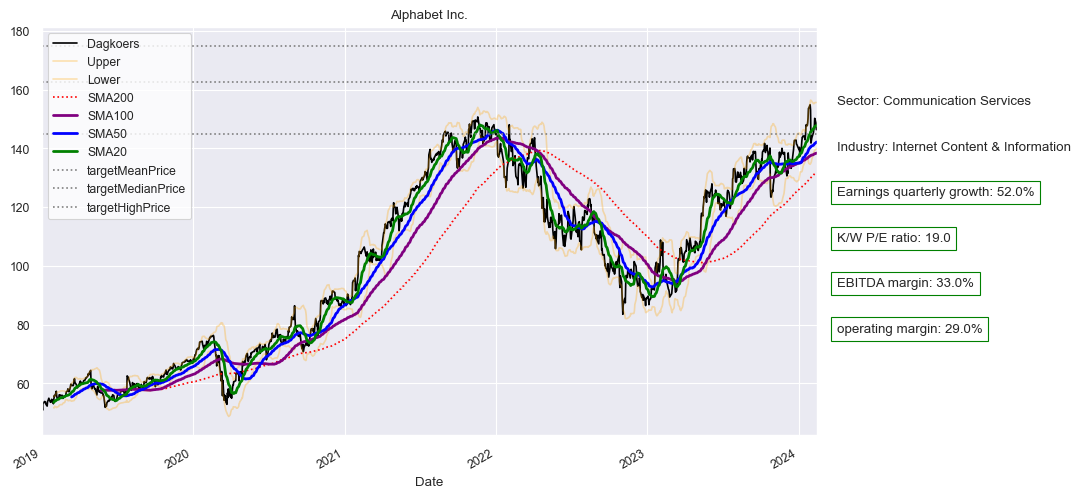 Alphabet Inc.
180
160
140
120
100
80
60
Dagkoers
Upper
Lower
SMA200
SMA100
SMA50
SMA20
targetMeanPrice
targetMedianPrice
targetHighPrice
Sector: Communication Services
Industry: Internet Content & Information
Earnings quarterly growth: 52.0%
K/W P/E ratio: 19.0
EBITDA margin: 33.0%
operating margin: 29.0%
2019
2020
2021
2022
2023
2024
Date